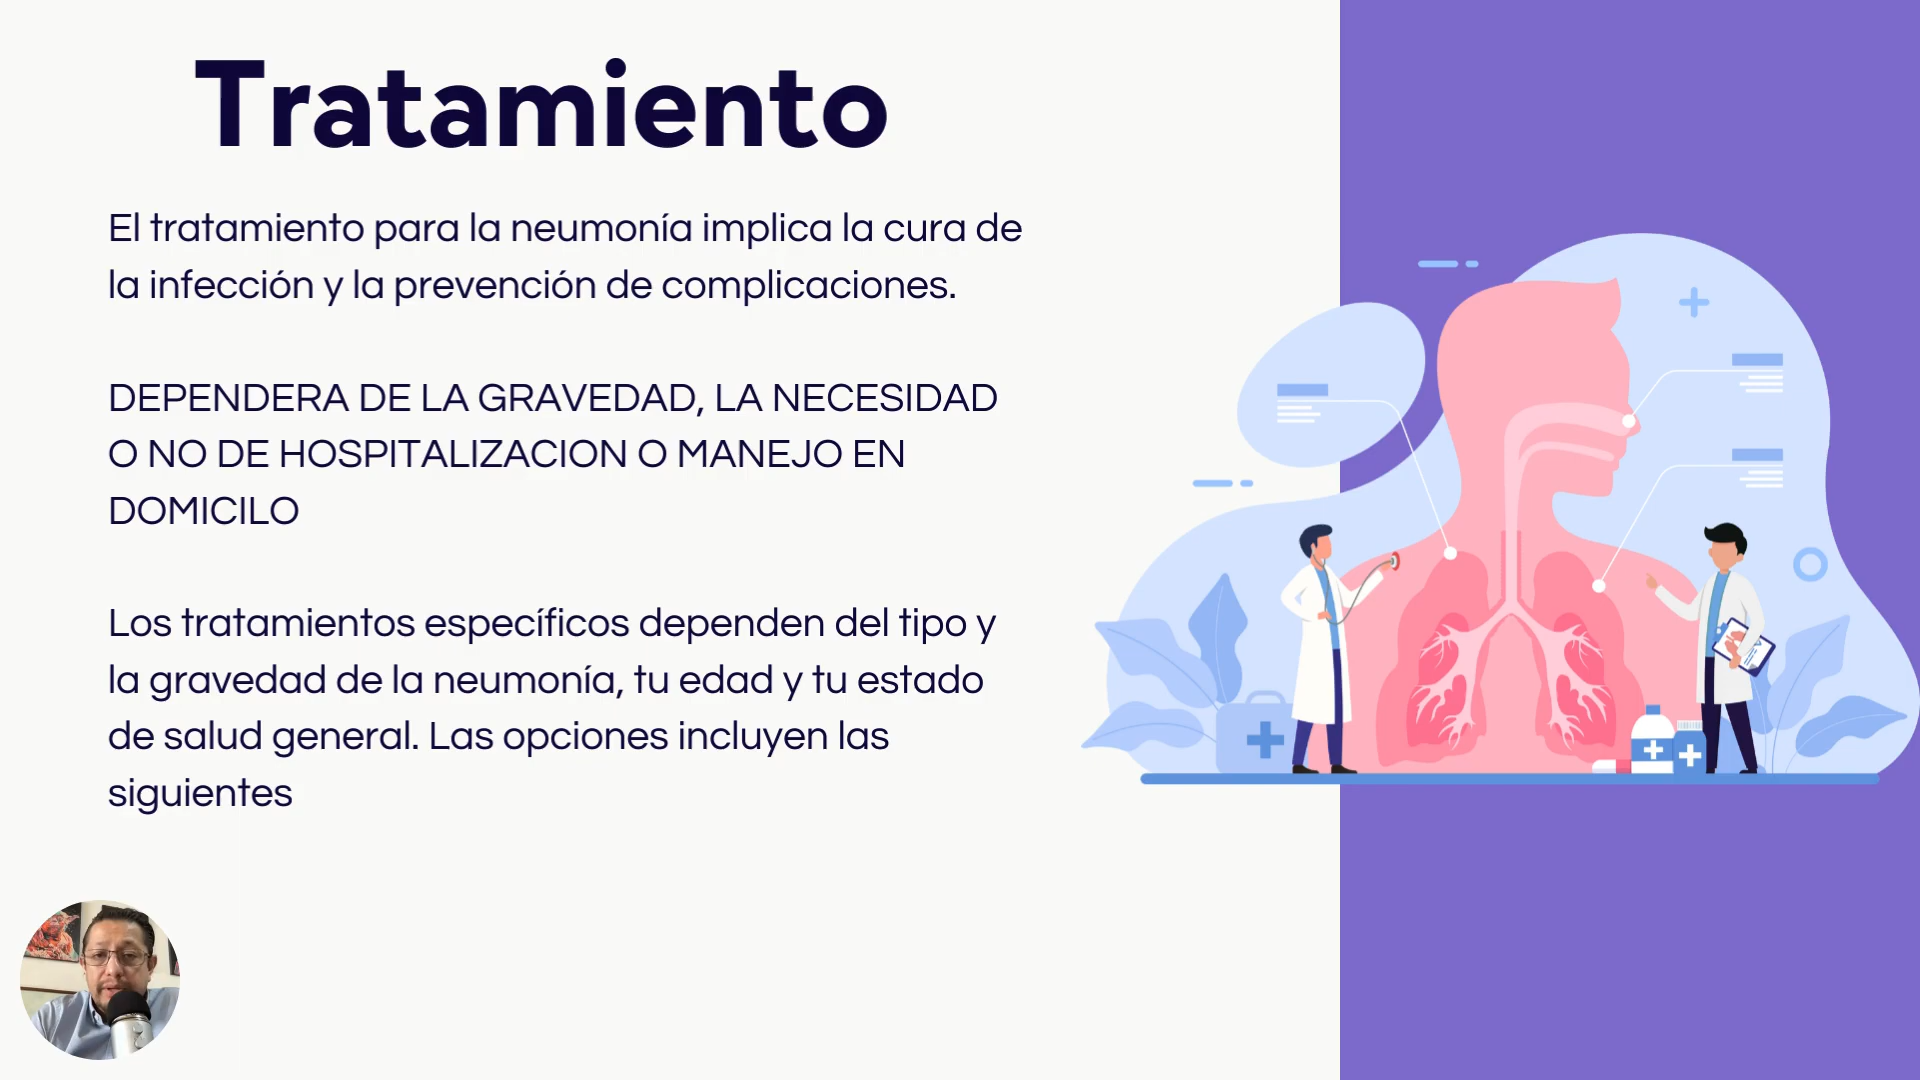 Tratamiento
El tratamiento para la neumonía implica la cura de
la infección y la prevención de complicaciones.
DEPENDERA DE LA GRAVEDAD, LA NECESIDAD
O NO DE HOSPITALIZACION O MANEJO EN
DOMICILO
Los tratamientos específicos dependen del tipo y
la gravedad de la neumonía, tu edad y tu estado
de salud general. Las opciones incluyen las
siguientes